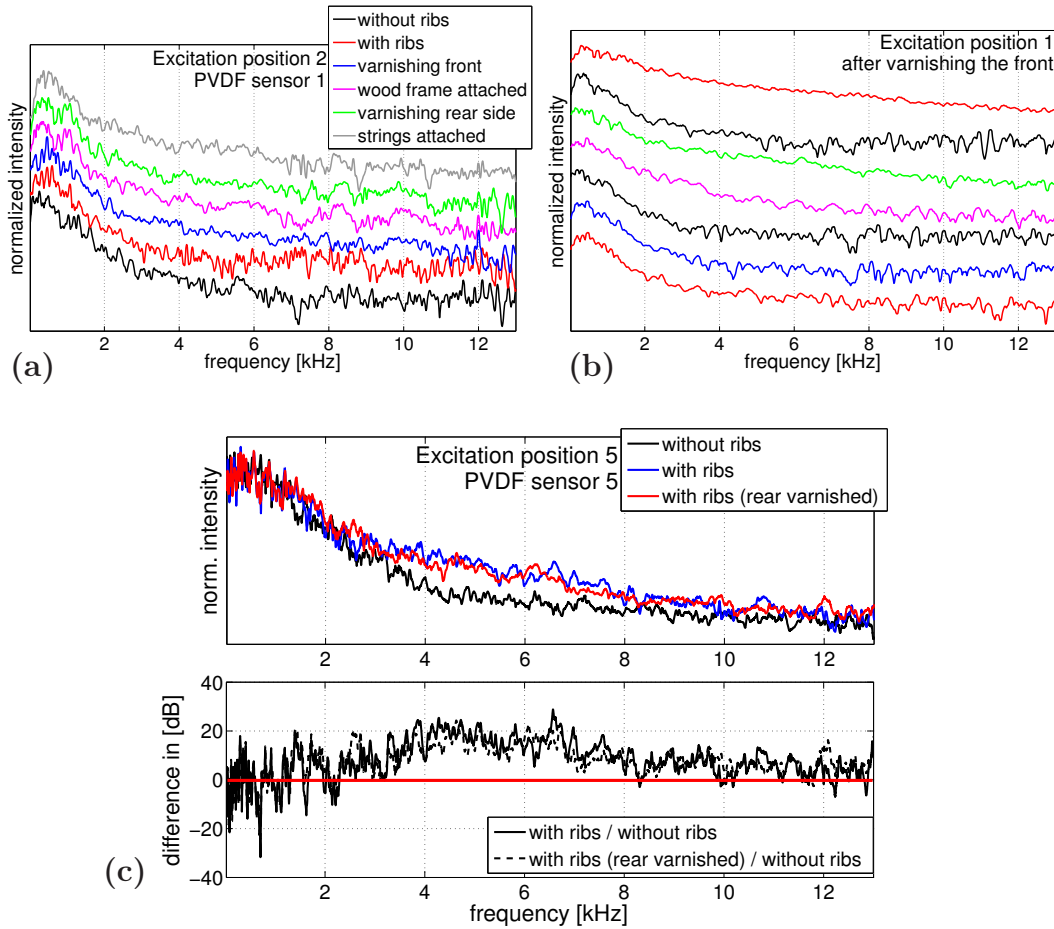 without ribs
with ribs
varnishing front
wood frame attached
varnishing rear side
strings attached
Excitation position 2
PVDF sensor 1
normalized intensity
2 4 6 8 10 12
frequency [kHz]
(a)
Excitation position 1
after varnishing the front
normalized intensity
2 4 6 8 10 12
frequency [kHz]
(b)
Excitation position 5
PVDF sensor 5
without ribs
with ribs
with ribs (rear varnished)
norm. intensity
2 4 6 8 10 12
40
20
0
−20
−40
difference in [dB]
with ribs / without ribs
with ribs (rear varnished) / without ribs
2 4 6 8 10 12
frequency [kHz]
(c)